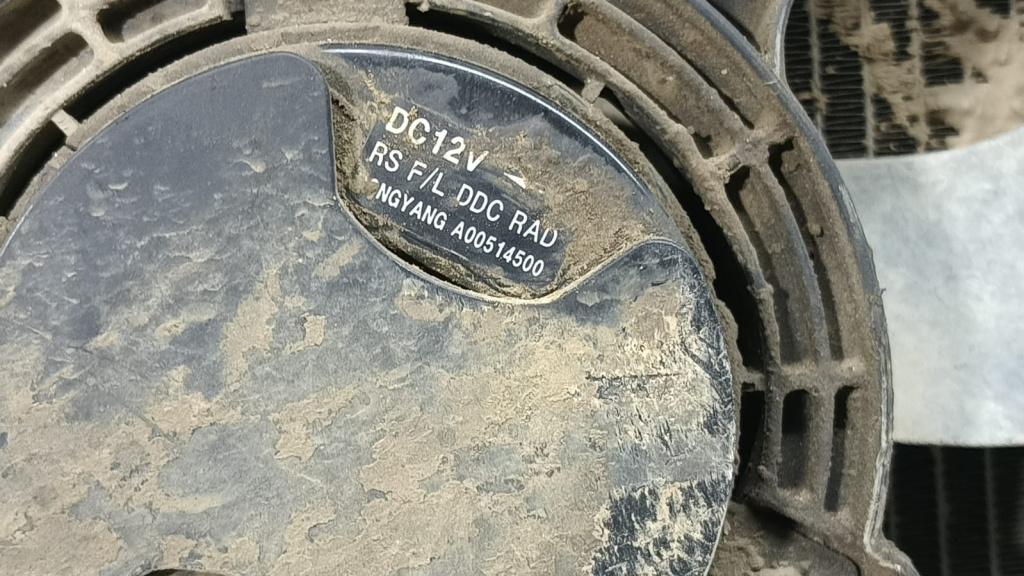 DC12V
RS F/L DDC RAD
NGYANG A00514500